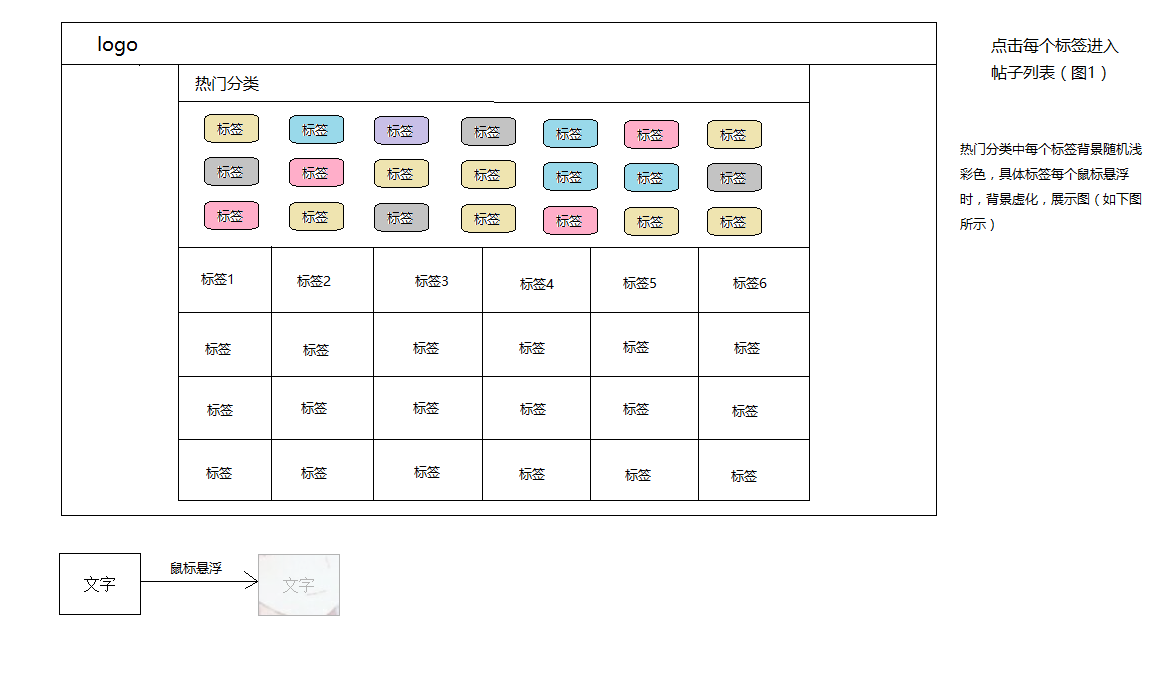 logo
点击每个标签进入
帖子列表（图1）
热门分类
标签 标签 标签 标签 标签 标签 标签
热门分类中每个标签背景随机浅
彩色，具体标签每个鼠标悬浮
时，背景虚化，展示图（如下图
所示）
标签 标签 标签 标签 标签 标签 标签
标签 标签 标签 标签 标签 标签 标签
标签1 标签2 标签3 标签4 标签5 标签6
标签 标签 标签 标签 标签 标签
标签 标签 标签 标签 标签 标签
标签 标签 标签 标签 标签 标签
文字 鼠标悬浮 文字